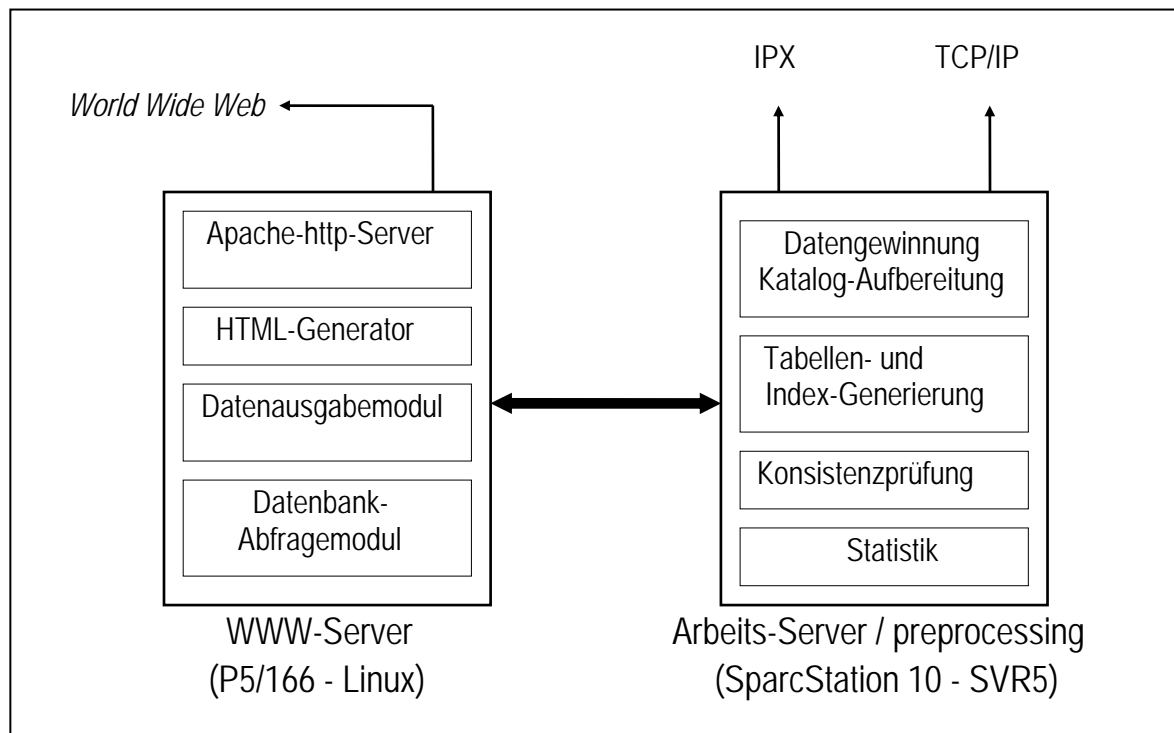 IPX
TCP/IP
World Wide Web
Apache-http-Server
HTML-Generator
Datenausgabemodul
Datenbank-
Abfragemodul
WWW-Server
(P5/166 - Linux)
Datengewinnung
Katalog-Aufbereitung
Tabellen- und
Index-Generierung
Konsistenzprüfung
Statistik
Arbeits-Server / preprocessing
(SparcStation 10 - SVR5)